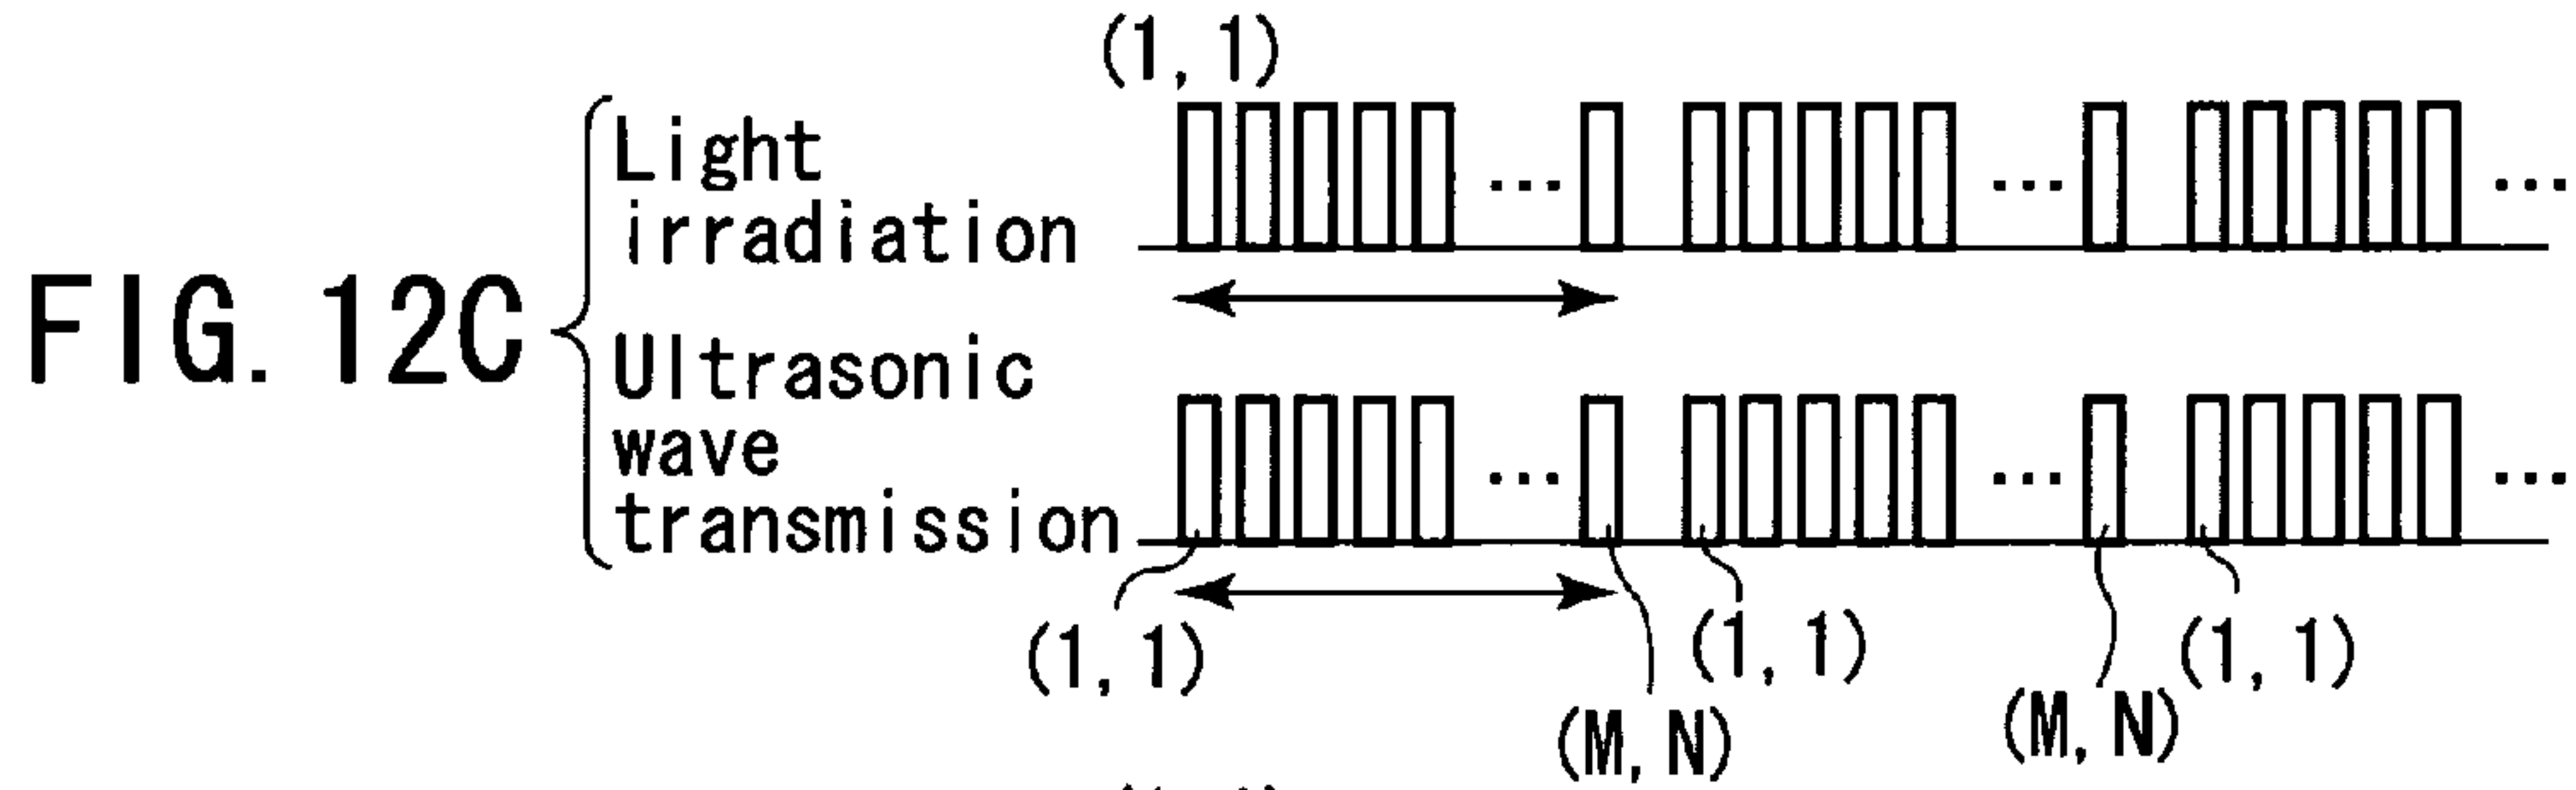 (1, 1)
Light
irradiation
...
...
...
FIG. 12C
Ultrasonic
wave
transmission
...
...
...
(1, 1)
(M, N)
(1, 1)
(M, N)
(1, 1)